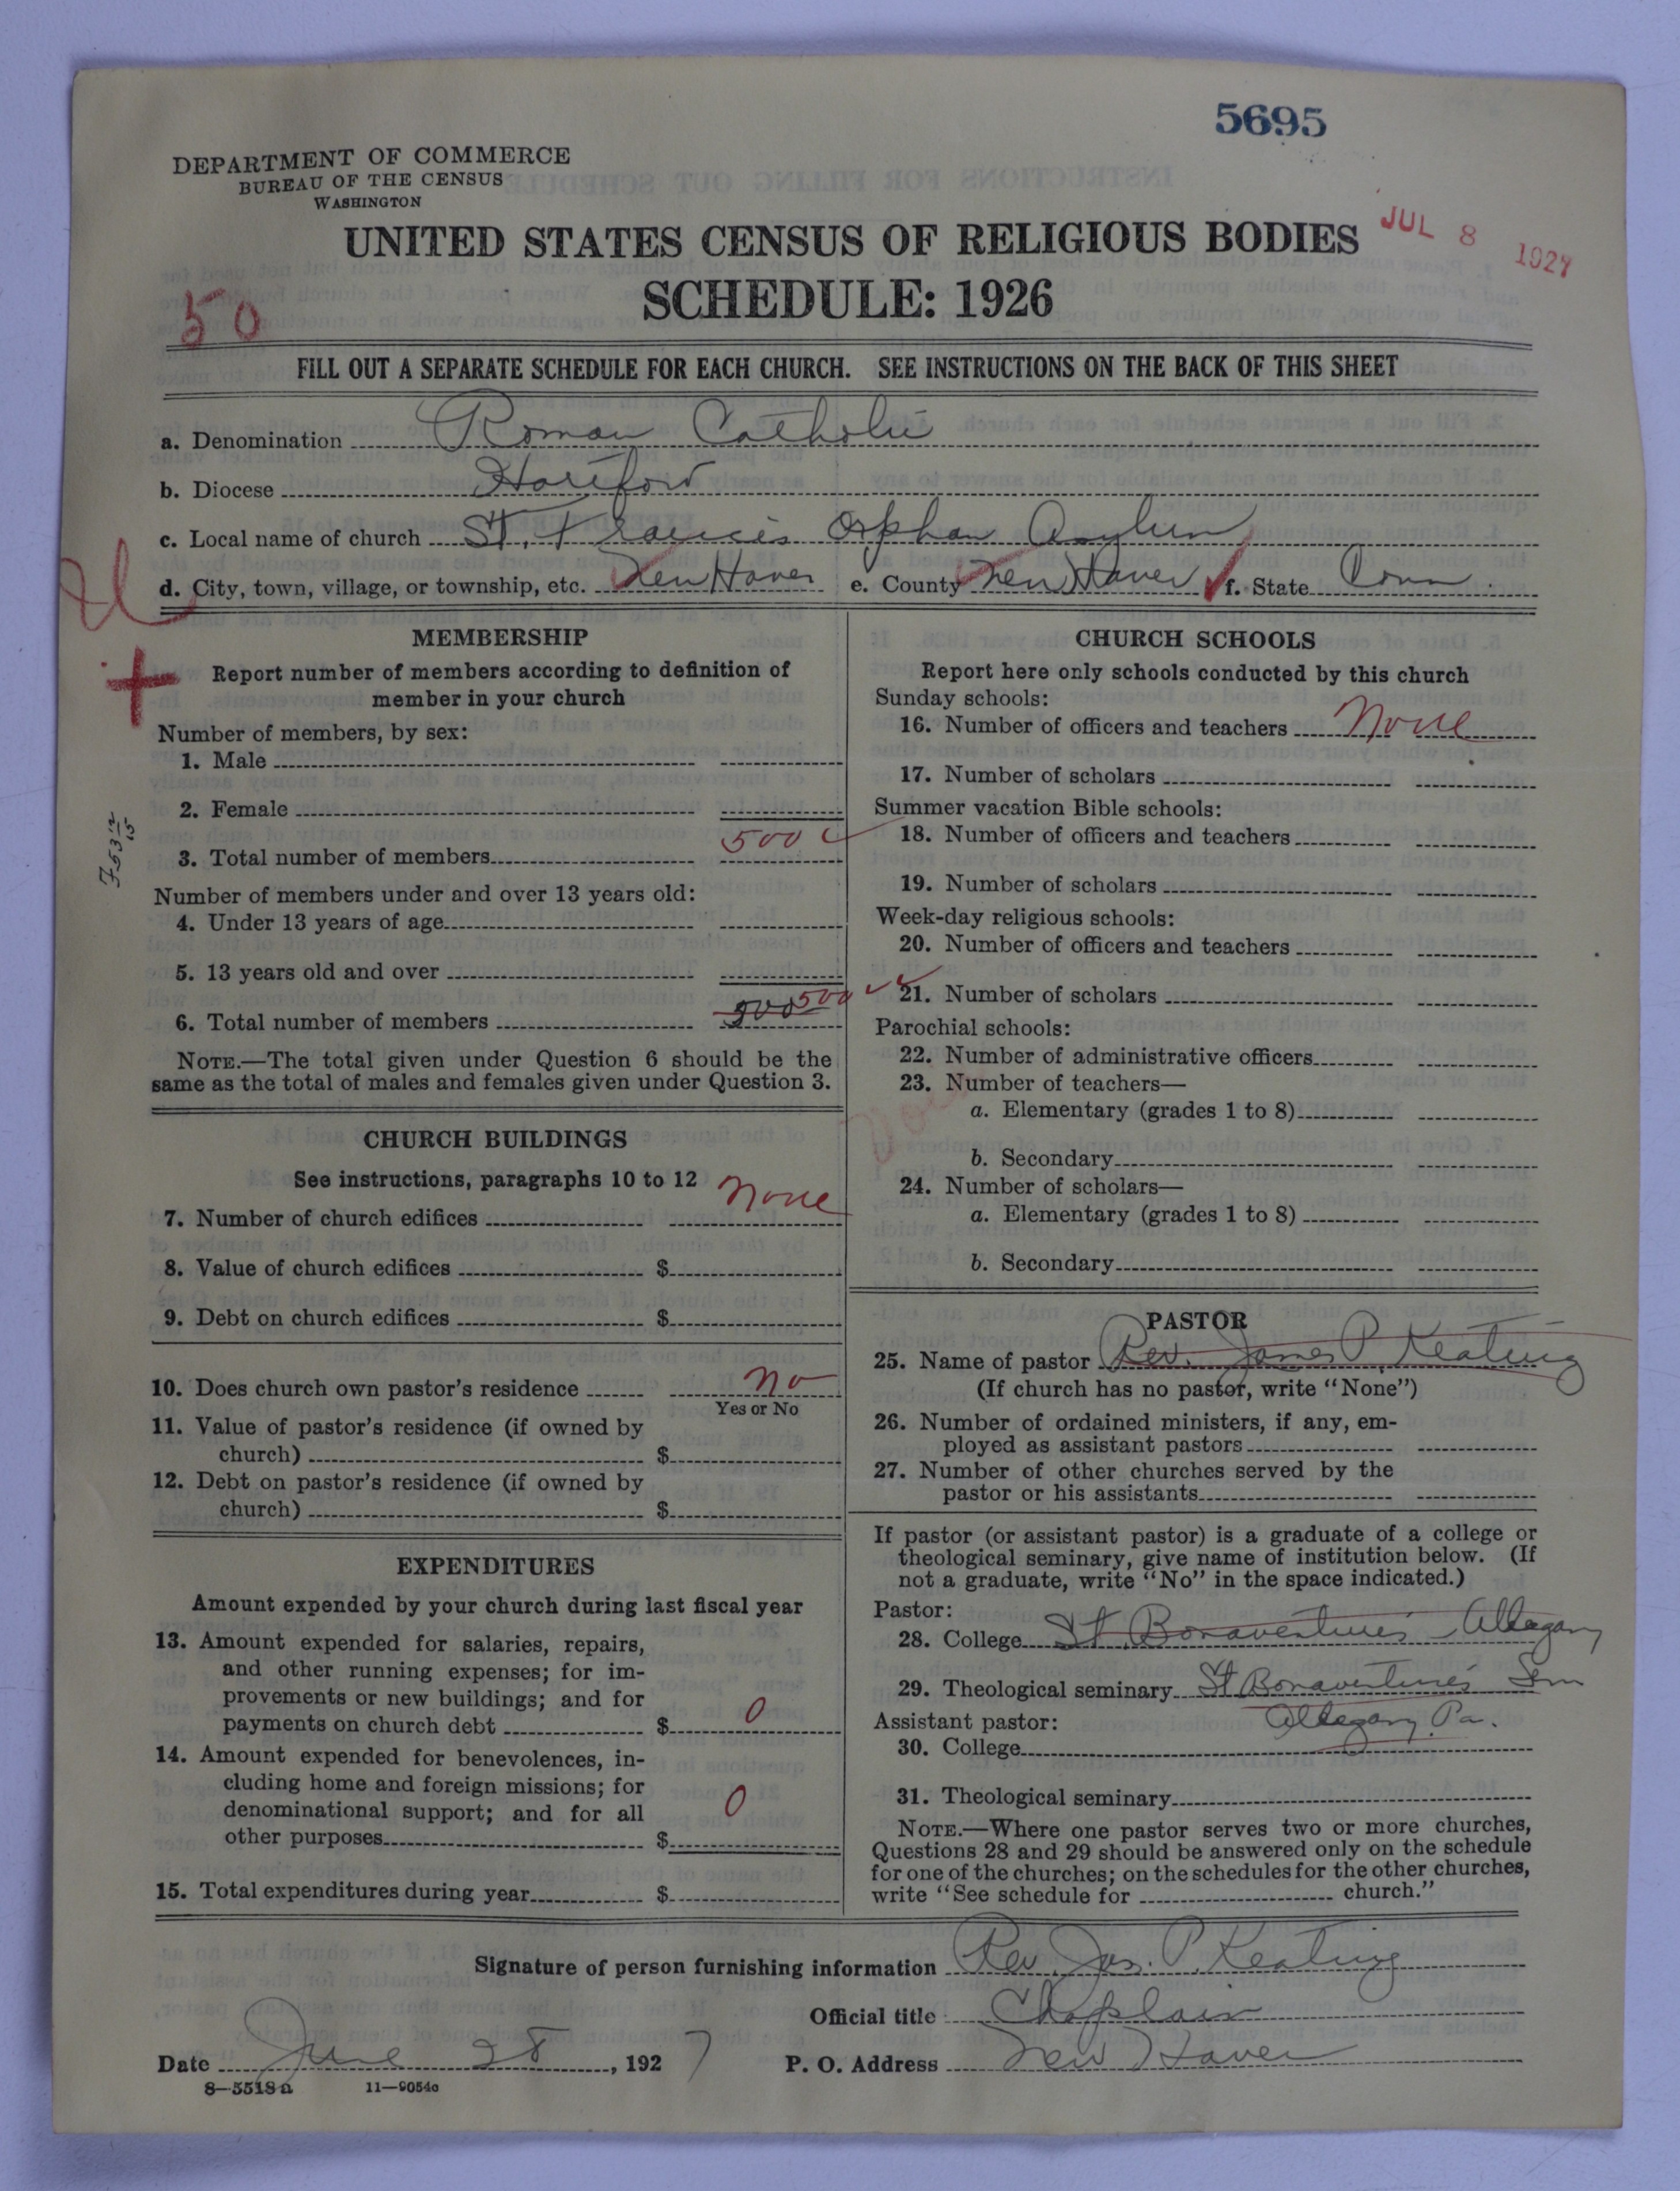 5695
DEPARTMENT OF COMMERCE
BUREAU OF THE CENSUS
WASHINGTON
UNITED STATES CENSUS OF RELIGIOUS BODIES
JUL 8 1927
SCHEDULE: 1926
50
FILL OUT A SEPARATE SCHEDULE FOR EACH CHURCH. SEE INSTRUCTIONS ON THE BACK OF THIS SHEET
a. Denomination Roman Catholic
b. Diocese Hartford
c. Local name of church St. Francis Orphan Asylum
d. City, town, village, or township, etc. New Haven e. County New Haven f. State Conn.
MEMBERSHIP
Report number of members according to definition of
member in your church
Number of members, by sex:
1. Male
2. Female
3. Total number of members 500
Number of members under and over 13 years old:
4. Under 13 years of age
5. 13 years old and over
6. Total number of members 500 500
NOTE.—The total given under Question 6 should be the
same as the total of males and females given under Question 3.
CHURCH BUILDINGS
See instructions, paragraphs 10 to 12
7. Number of church edifices None
8. Value of church edifices $
9. Debt on church edifices $
10. Does church own pastor's residence No
Yes or No
11. Value of pastor's residence (if owned by
church) $
12. Debt on pastor's residence (if owned by
church) $
EXPENDITURES
Amount expended by your church during last fiscal year
13. Amount expended for salaries, repairs,
and other running expenses; for im-
provements or new buildings; and for
payments on church debt $ 0
14. Amount expended for benevolences, in-
cluding home and foreign missions; for
denominational support; and for all
other purposes $ 0
15. Total expenditures during year $
CHURCH SCHOOLS
Report here only schools conducted by this church
Sunday schools:
16. Number of officers and teachers None
17. Number of scholars
Summer vacation Bible schools:
18. Number of officers and teachers
19. Number of scholars
Week-day religious schools:
20. Number of officers and teachers
21. Number of scholars
Parochial schools:
22. Number of administrative officers
23. Number of teachers—
a. Elementary (grades 1 to 8)
b. Secondary
24. Number of scholars—
a. Elementary (grades 1 to 8)
b. Secondary
PASTOR
25. Name of pastor Rev. James P. Keating
(If church has no pastor, write "None")
26. Number of ordained ministers, if any, em-
ployed as assistant pastors
27. Number of other churches served by the
pastor or his assistants
If pastor (or assistant pastor) is a graduate of a college or
theological seminary, give name of institution below. (If
not a graduate, write "No" in the space indicated.)
Pastor:
28. College St. Bonaventure's Allegany
29. Theological seminary St Bonaventure's Sem
Allegany Pa.
Assistant pastor:
30. College
31. Theological seminary
NOTE.—Where one pastor serves two or more churches,
Questions 28 and 29 should be answered only on the schedule
for one of the churches; on the schedules for the other churches,
write "See schedule for church."
Signature of person furnishing information Rev. Jas. P. Keating
Official title Chaplain
Date June 28, 1927 P. O. Address New Haven
8—5518a 11—9054c